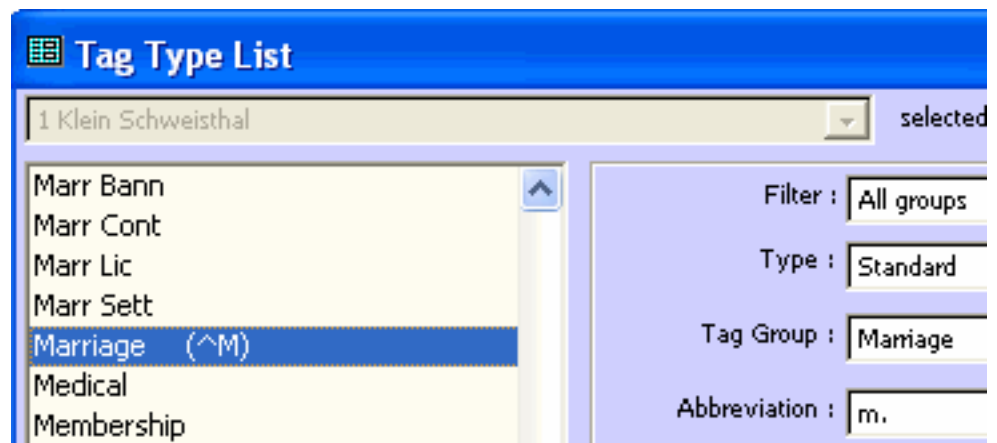 Tag Type List
1 Klein Schweisthal
selected
Marr Bann
Marr Cont
Marr Lic
Marr Sett
Marriage (^M)
Medical
Membership
Filter : All groups
Type : Standard
Tag Group : Marriage
Abbreviation : m.